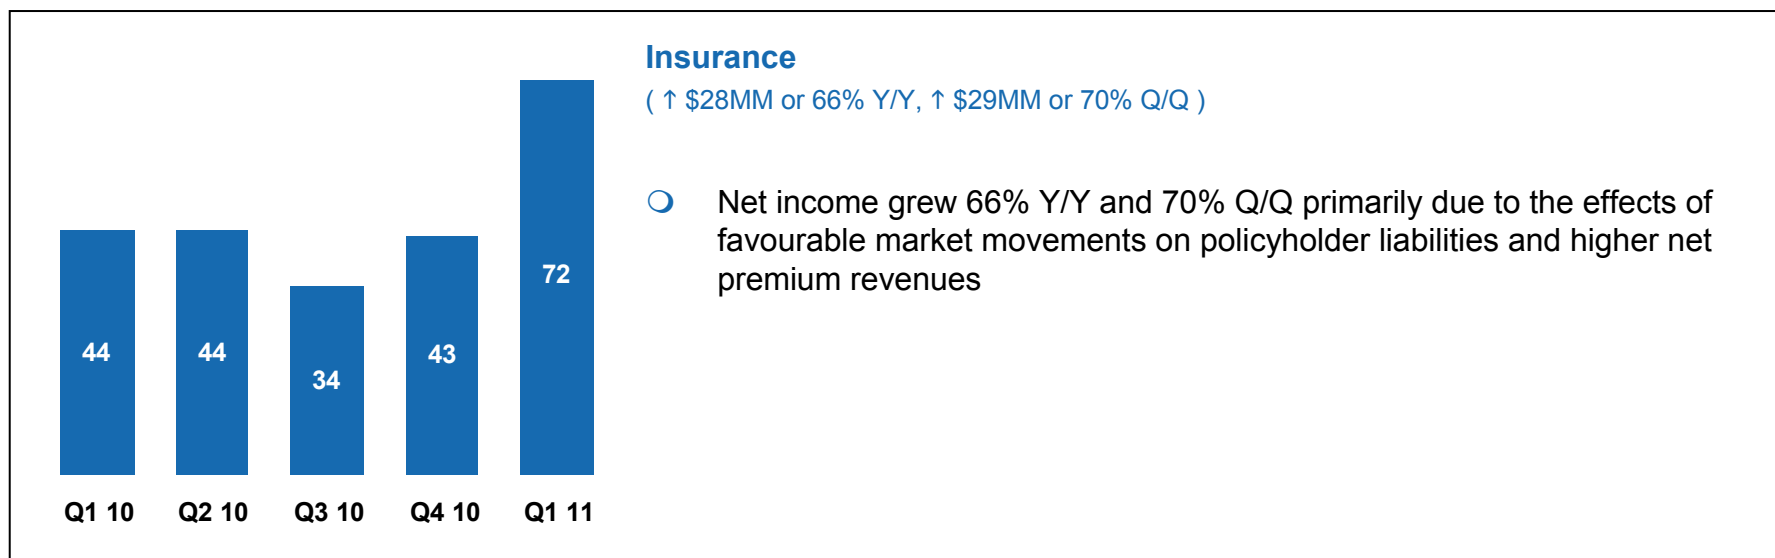 Insurance
( ↑ $28MM or 66% Y/Y, ↑ $29MM or 70% Q/Q )
Net income grew 66% Y/Y and 70% Q/Q primarily due to the effects of
favourable market movements on policyholder liabilities and higher net
premium revenues
44 44 34 43 72
Q1 10 Q2 10 Q3 10 Q4 10 Q1 11